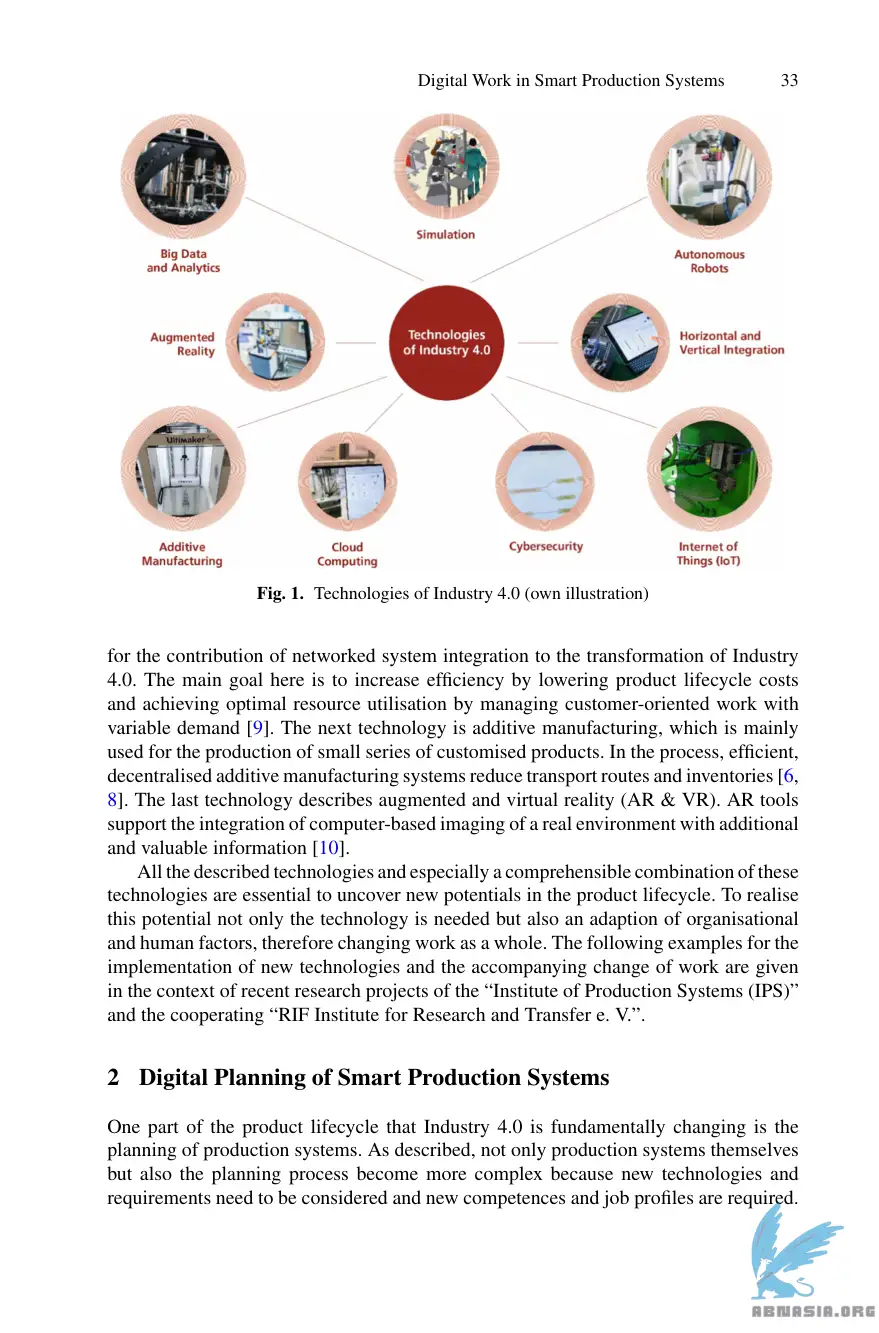 Digital Work in Smart Production Systems 33
Simulation
Big Data
and Analytics
Autonomous
Robots
Augmented
Reality
Technologies
of Industry 4.0
Horizontal and
Vertical Integration
Ultimaker
Additive
Manufacturing
Cloud
Computing
Cybersecurity
Internet of
Things (IoT)
Fig. 1. Technologies of Industry 4.0 (own illustration)
for the contribution of networked system integration to the transformation of Industry
4.0. The main goal here is to increase efficiency by lowering product lifecycle costs
and achieving optimal resource utilisation by managing customer-oriented work with
variable demand [9]. The next technology is additive manufacturing, which is mainly
used for the production of small series of customised products. In the process, efficient,
decentralised additive manufacturing systems reduce transport routes and inventories [6,
8]. The last technology describes augmented and virtual reality (AR & VR). AR tools
support the integration of computer-based imaging of a real environment with additional
and valuable information [10].
All the described technologies and especially a comprehensible combination of these
technologies are essential to uncover new potentials in the product lifecycle. To realise
this potential not only the technology is needed but also an adaption of organisational
and human factors, therefore changing work as a whole. The following examples for the
implementation of new technologies and the accompanying change of work are given
in the context of recent research projects of the “Institute of Production Systems (IPS)”
and the cooperating “RIF Institute for Research and Transfer e. V.”.
2 Digital Planning of Smart Production Systems
One part of the product lifecycle that Industry 4.0 is fundamentally changing is the
planning of production systems. As described, not only production systems themselves
but also the planning process become more complex because new technologies and
requirements need to be considered and new competences and job profiles are required.
ABNASIA.ORG